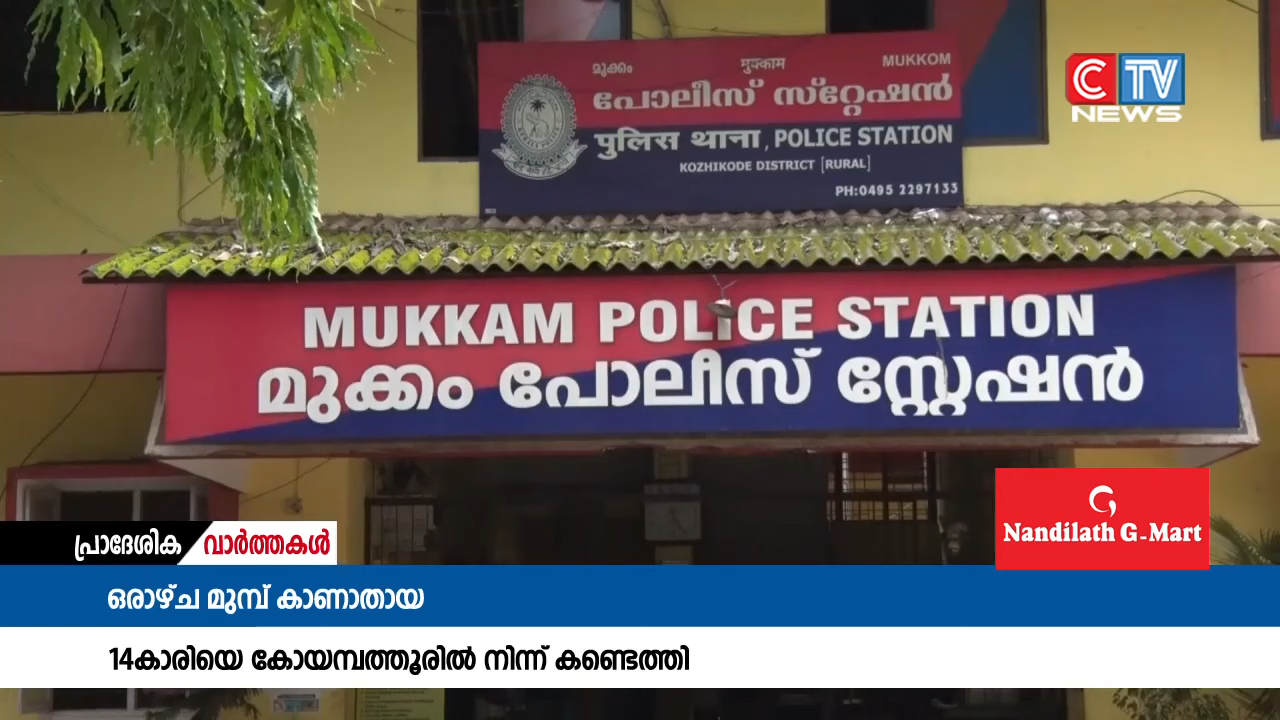 മുക്കം मुक्काम MUKKOM
പോലീസ് സ്റ്റേഷൻ
पुलिस थाना, POLICE STATION
KOZHIKODE DISTRICT [RURAL]
PH:0495 2297133
CTV
NEWS
MUKKAM POLICE STATION
മുക്കം പോലീസ് സ്റ്റേഷൻ
Nandilath G-Mart
പ്രാദേശിക വാർത്തകൾ
ഒരാഴ്ച മുമ്പ് കാണാതായ
14കാരിയെ കോയമ്പത്തൂരിൽ നിന്ന് കണ്ടെത്തി